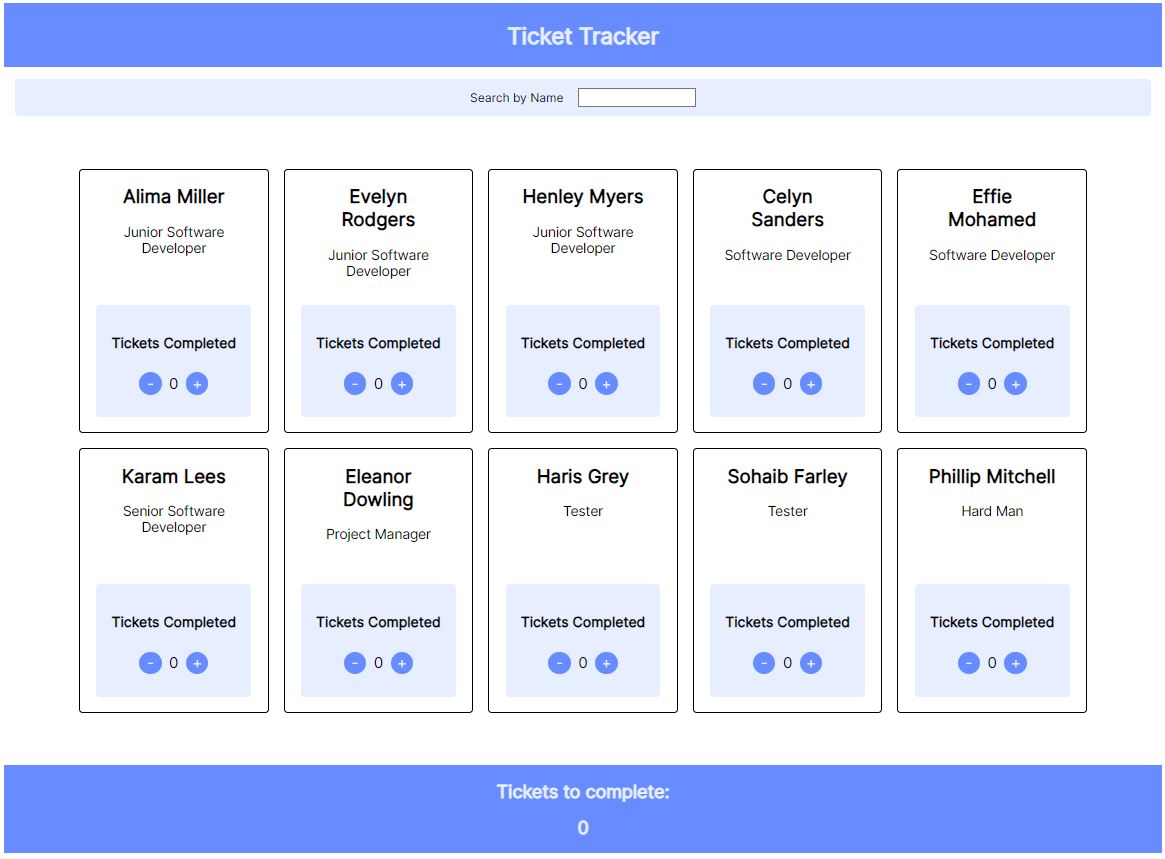 Ticket Tracker
Search by Name
Alima Miller
Junior Software
Developer
Tickets Completed
- 0 +
Evelyn
Rodgers
Junior Software
Developer
Tickets Completed
- 0 +
Henley Myers
Junior Software
Developer
Tickets Completed
- 0 +
Celyn
Sanders
Software Developer
Tickets Completed
- 0 +
Effie
Mohamed
Software Developer
Tickets Completed
- 0 +
Karam Lees
Senior Software
Developer
Tickets Completed
- 0 +
Eleanor
Dowling
Project Manager
Tickets Completed
- 0 +
Haris Grey
Tester
Tickets Completed
- 0 +
Sohaib Farley
Tester
Tickets Completed
- 0 +
Phillip Mitchell
Hard Man
Tickets Completed
- 0 +
Tickets to complete:
0